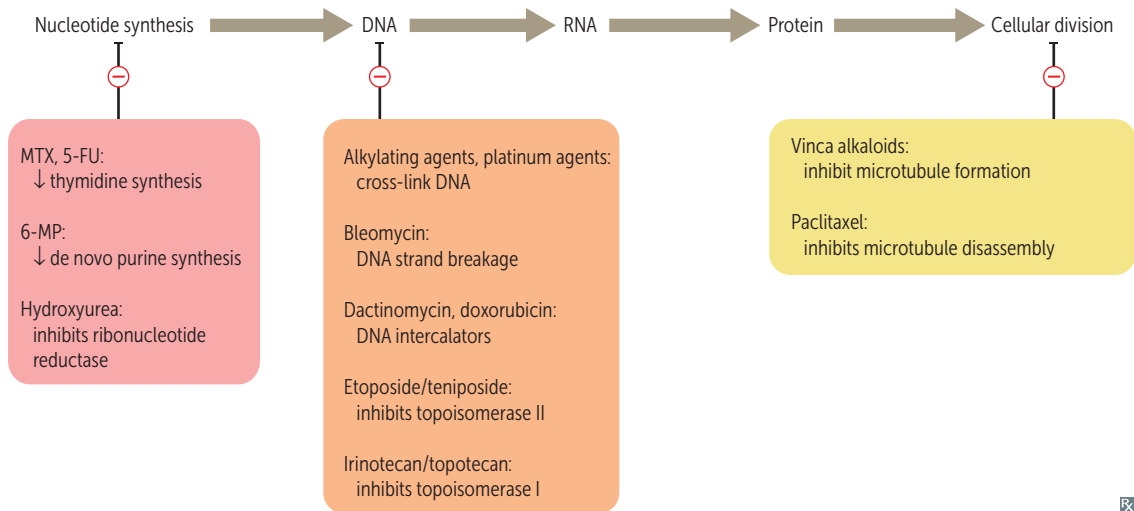 Nucleotide synthesis
DNA
RNA
Protein
Cellular division
MTX, 5-FU:
↓ thymidine synthesis
6-MP:
↓ de novo purine synthesis
Hydroxyurea:
inhibits ribonucleotide
reductase
Alkylating agents, platinum agents:
cross-link DNA
Bleomycin:
DNA strand breakage
Dactinomycin, doxorubicin:
DNA intercalators
Etoposide/teniposide:
inhibits topoisomerase II
Irinotecan/topotecan:
inhibits topoisomerase I
Vinca alkaloids:
inhibit microtubule formation
Paclitaxel:
inhibits microtubule disassembly
℞